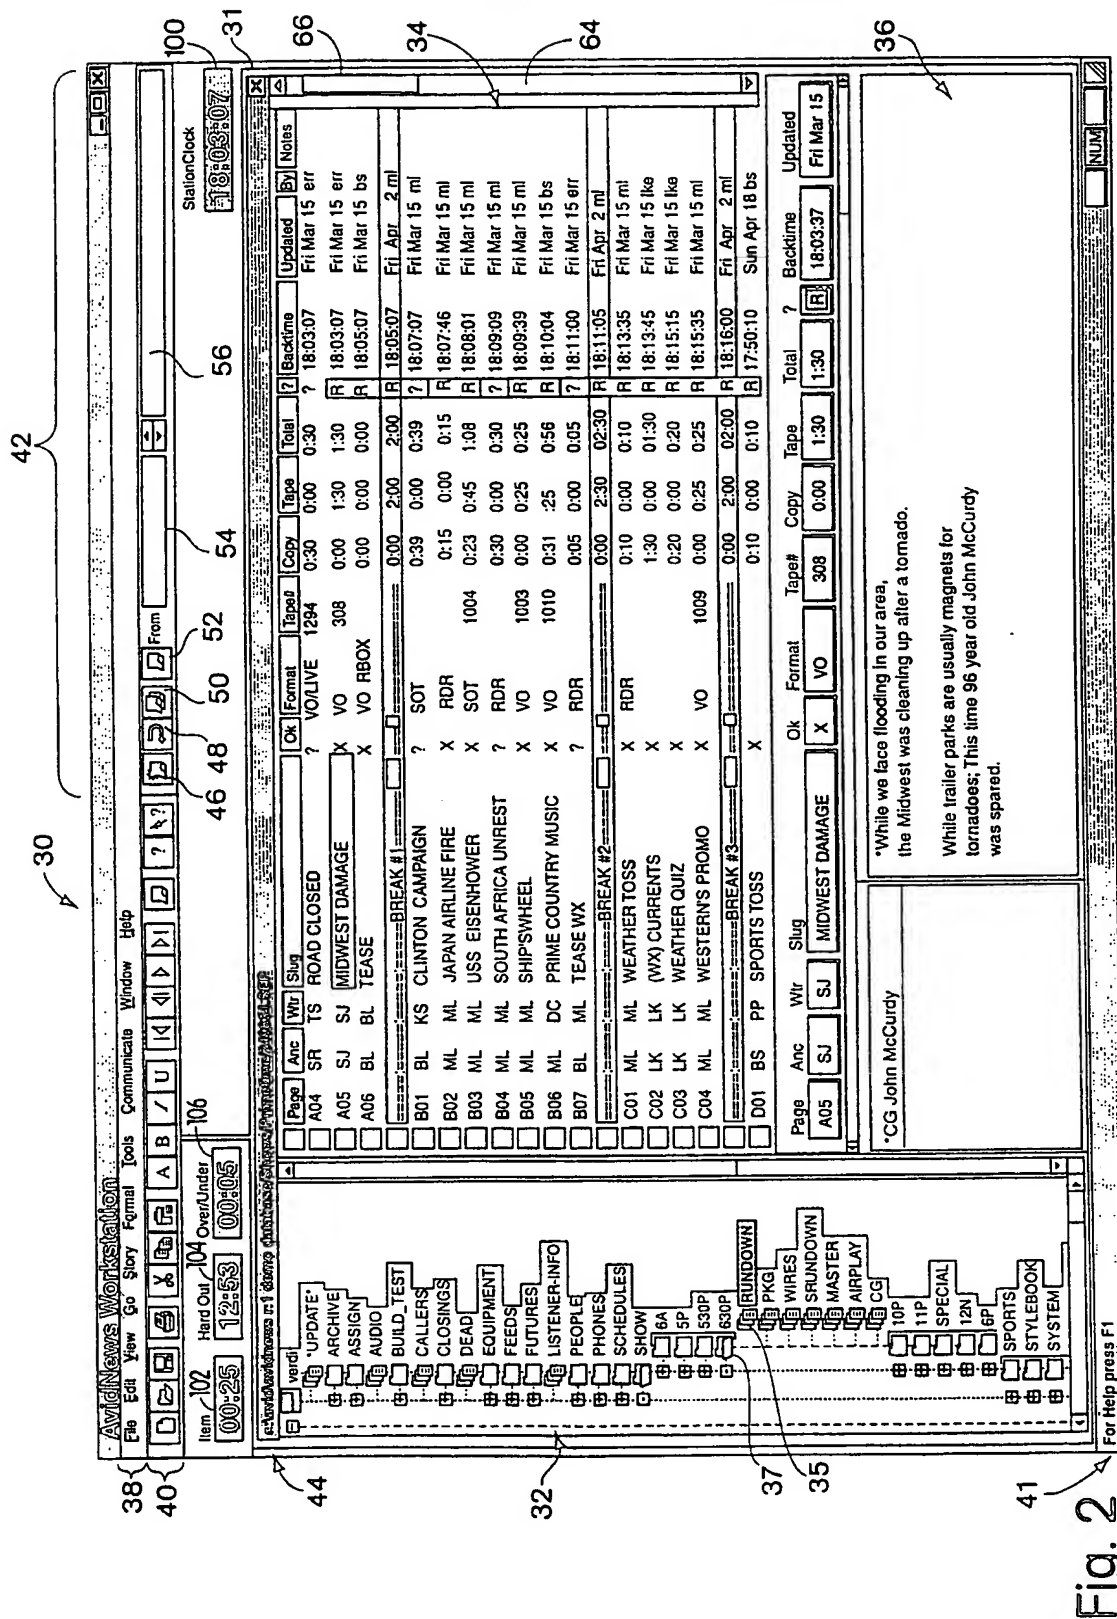 30
42
AvidNews Workstation
File Edit View Go Story Format Tools Communicate Window Help
38
40
A B / U ? ?
From
46 48 50 52 54 56
Item 102 Hard Out 104 Over/Under 106
00:25 12:53 00:05
StationClock
18:03:07
100
31
44
66
34
64
verdi
"UPDATE"
ARCHIVE
ASSIGN
AUDIO
BUILD_TEST
CALLERS
CLOSINGS
DEAD
EQUIPMENT
FEEDS
FUTURES
LISTENER-INFO
PEOPLE
PHONES
SCHEDULES
SHOW
6A
5P
530P
630P
RUNDOWN
PKG
WIRES
SRUNDOWN
MASTER
AIRPLAY
CG
10P
11P
SPECIAL
12N
6P
SPORTS
STYLEBOOK
SYSTEM
32
37
35
Page Anc Wtr Slug Ok Format Tape# Copy Tape Total ? Backtime Updated By Notes
A04 SR TS ROAD CLOSED ? VO/LIVE 1294 0:30 0:00 0:30 ? 18:03:07 Fri Mar 15 err
A05 SJ SJ MIDWEST DAMAGE X VO 308 0:00 1:30 1:30 R 18:03:07 Fri Mar 15 err
A06 BL BL TEASE X VO RBOX 0:00 0:00 0:00 R 18:05:07 Fri Mar 15 bs
BREAK #1 0:00 2:00 2:00 R 18:05:07 Fri Apr 2 ml
B01 BL KS CLINTON CAMPAIGN ? SOT 0:39 0:00 0:39 ? 18:07:07 Fri Mar 15 ml
B02 ML ML JAPAN AIRLINE FIRE X RDR 0:15 0:00 0:15 R 18:07:46 Fri Mar 15 ml
B03 ML ML USS EISENHOWER X SOT 1004 0:23 0:45 1:08 R 18:08:01 Fri Mar 15 ml
B04 ML ML SOUTH AFRICA UNREST ? RDR 0:30 0:00 0:30 ? 18:09:09 Fri Mar 15 ml
B05 ML ML SHIP'SWHEEL X VO 1003 0:00 0:25 0:25 R 18:09:39 Fri Mar 15 ml
B06 ML DC PRIME COUNTRY MUSIC X VO 1010 0:31 :25 0:56 R 18:10:04 Fri Mar 15 bs
B07 BL ML TEASE WX ? RDR 0:05 0:00 0:05 ? 18:11:00 Fri Mar 15 err
BREAK #2 0:00 2:30 02:30 R 18:11:05 Fri Apr 2 ml
C01 ML ML WEATHER TOSS X RDR 0:10 0:00 0:10 R 18:13:35 Fri Mar 15 ml
C02 LK LK (WX) CURRENTS X 1:30 0:00 01:30 R 18:13:45 Fri Mar 15 lke
C03 LK LK WEATHER QUIZ X 0:20 0:00 0:20 R 18:15:15 Fri Mar 15 lke
C04 ML ML WESTERN'S PROMO X VO 1009 0:00 0:25 0:25 R 18:15:35 Fri Mar 15 ml
BREAK #3 0:00 2:00 02:00 R 18:16:00 Fri Apr 2 ml
D01 BS PP SPORTS TOSS X 0:10 0:00 0:10 R 17:50:10 Sun Apr 18 bs
Page Anc Wtr Slug Ok Format Tape# Copy Tape Total ? Backtime Updated
A05 SJ SJ MIDWEST DAMAGE X VO 308 0:00 1:30 1:30 R 18:03:37 Fri Mar 15
*CG John McCurdy
*While we face flooding in our area,
the Midwest was cleaning up after a tornado.
While trailer parks are usually magnets for
tornadoes; This time 96 year old John McCurdy
was spared.
36
41
For Help press F1
NUM
Fig. 2